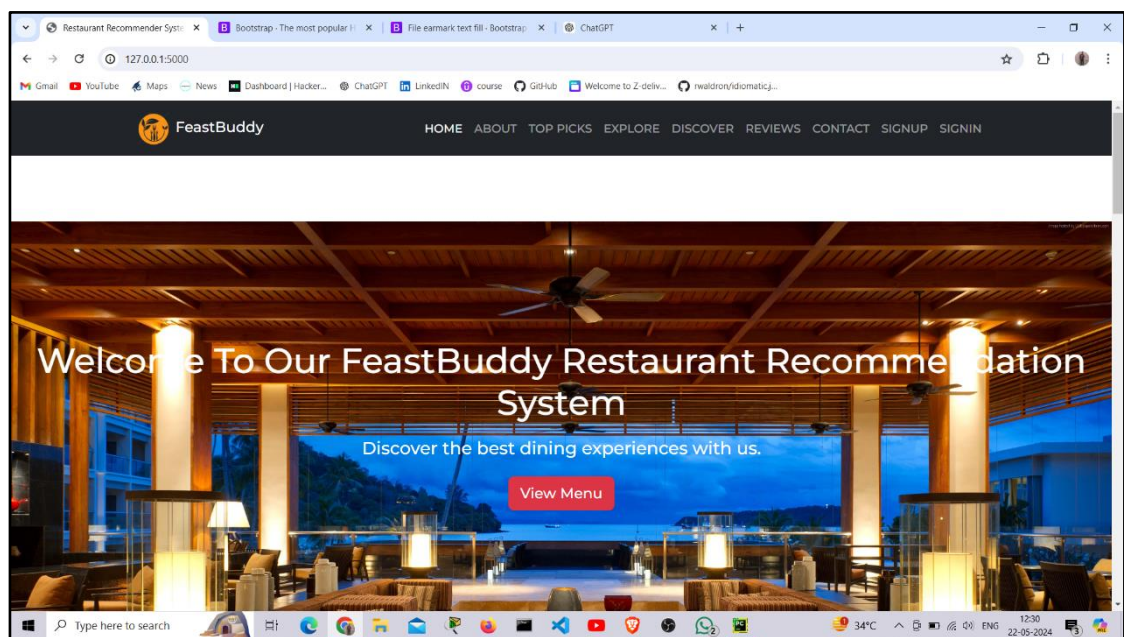 Restaurant Recommender Syste
Bootstrap · The most popular H
File earmark text fill · Bootstrap
ChatGPT
127.0.0.1:5000
Gmail YouTube Maps News Dashboard | Hacker... ChatGPT LinkedIN course GitHub Welcome to Z-deliv... rwaldron/idiomatic.j...
FeastBuddy HOME ABOUT TOP PICKS EXPLORE DISCOVER REVIEWS CONTACT SIGNUP SIGNIN
Welcome To Our FeastBuddy Restaurant Recommendation
System
Discover the best dining experiences with us.
View Menu
Type here to search
34°C ENG
12:30
22-05-2024